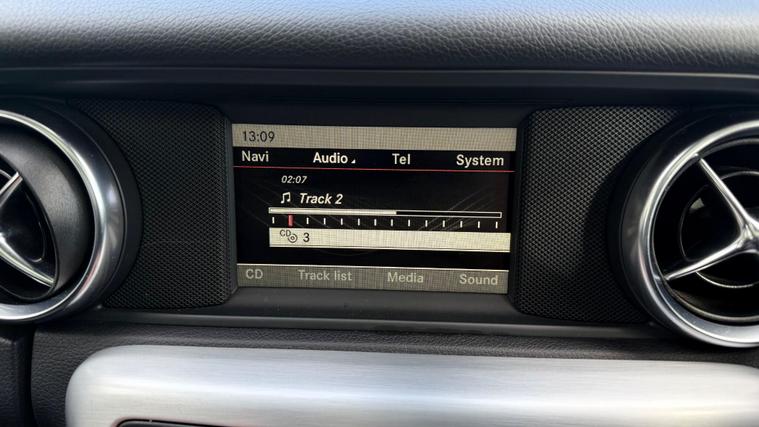 13:09
Navi Audio Tel System
02:07
Track 2
CD 3
CD Track list Media Sound